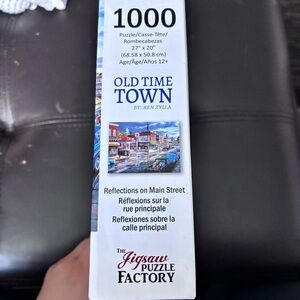 1000
Puzzle/Casse-Tête/
Rombecabezas
27" x 20"
(68.58 x 50.8 cm)
Age/Âge/Años 12+
OLD TIME
TOWN
BY: KEN ZYLLA
Reflections on Main Street
Réflexions sur la
rue principale
Reflexiones sobre la
calle principal
THE
Jigsaw
PUZZLE
FACTORY